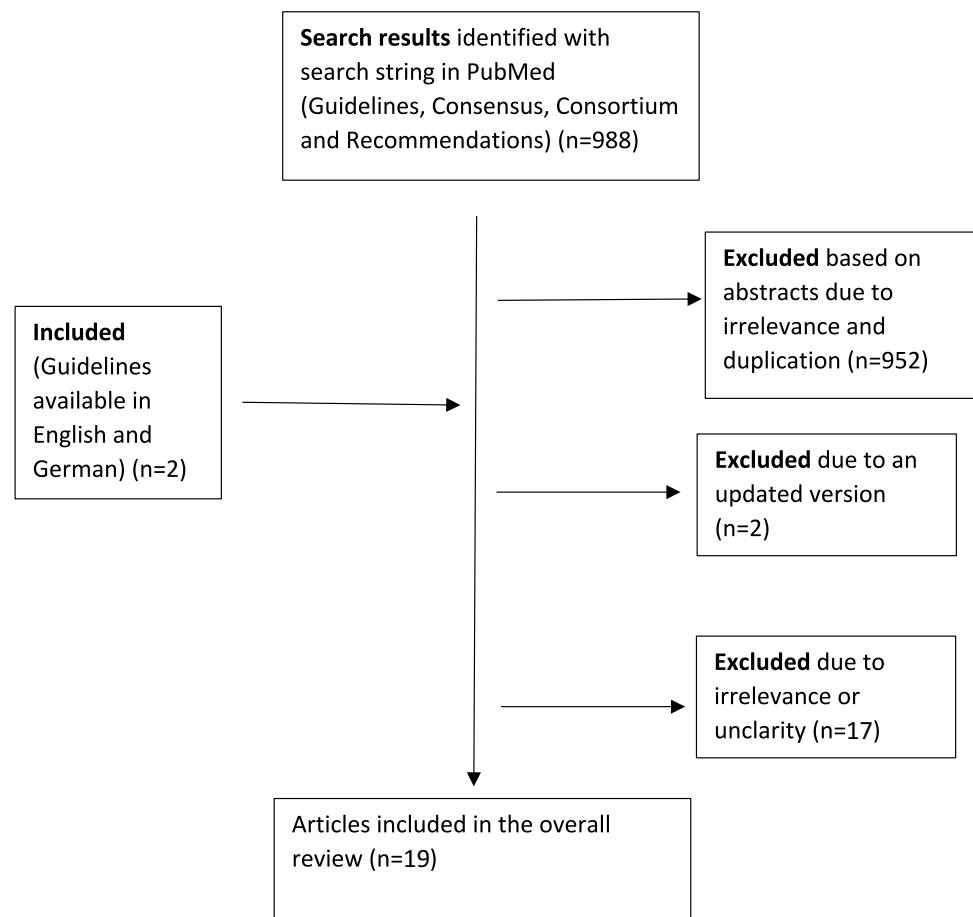 Search results identified with
search string in PubMed
(Guidelines, Consensus, Consortium
and Recommendations) (n=988)
Excluded based on
abstracts due to
irrelevance and
duplication (n=952)
Included
(Guidelines
available in
English and
German) (n=2)
Excluded due to an
updated version
(n=2)
Excluded due to
irrelevance or
unclarity (n=17)
Articles included in the overall
review (n=19)